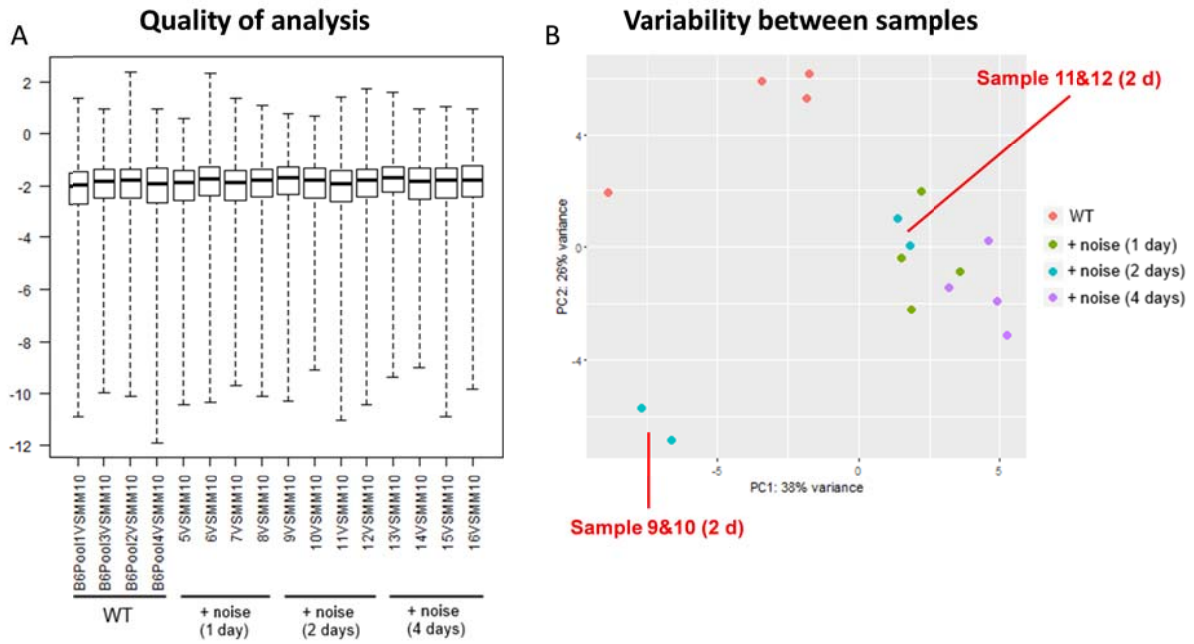 Quality of analysis
Variability between samples
A
B
2
0
-2
-4
-6
-8
-10
-12
B6Pool1VSMM10
B6Pool3VSMM10
B6Pool2VSMM10
B6Pool4VSMM10
5VSMM10
6VSMM10
7VSMM10
8VSMM10
9VSMM10
10VSMM10
11VSMM10
12VSMM10
13VSMM10
14VSMM10
15VSMM10
16VSMM10
WT
+ noise
(1 day)
+ noise
(2 days)
+ noise
(4 days)
Sample 11&12 (2 d)
4
0
-4
PC2: 26% variance
-5
0
5
PC1: 38% variance
Sample 9&10 (2 d)
WT
+ noise (1 day)
+ noise (2 days)
+ noise (4 days)